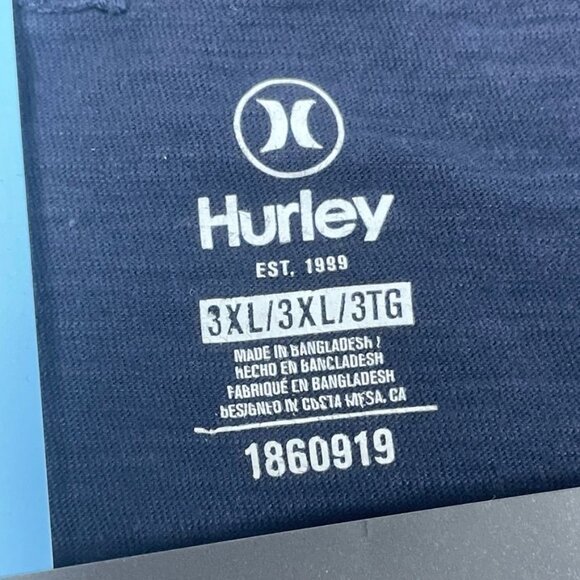 Hurley
EST. 1999
3XL/3XL/3TG
MADE IN BANGLADESH /
HECHO EN BANGLADESH
FABRIQUÉ EN BANGLADESH
DESIGNED IN COSTA MESA, CA
1860919